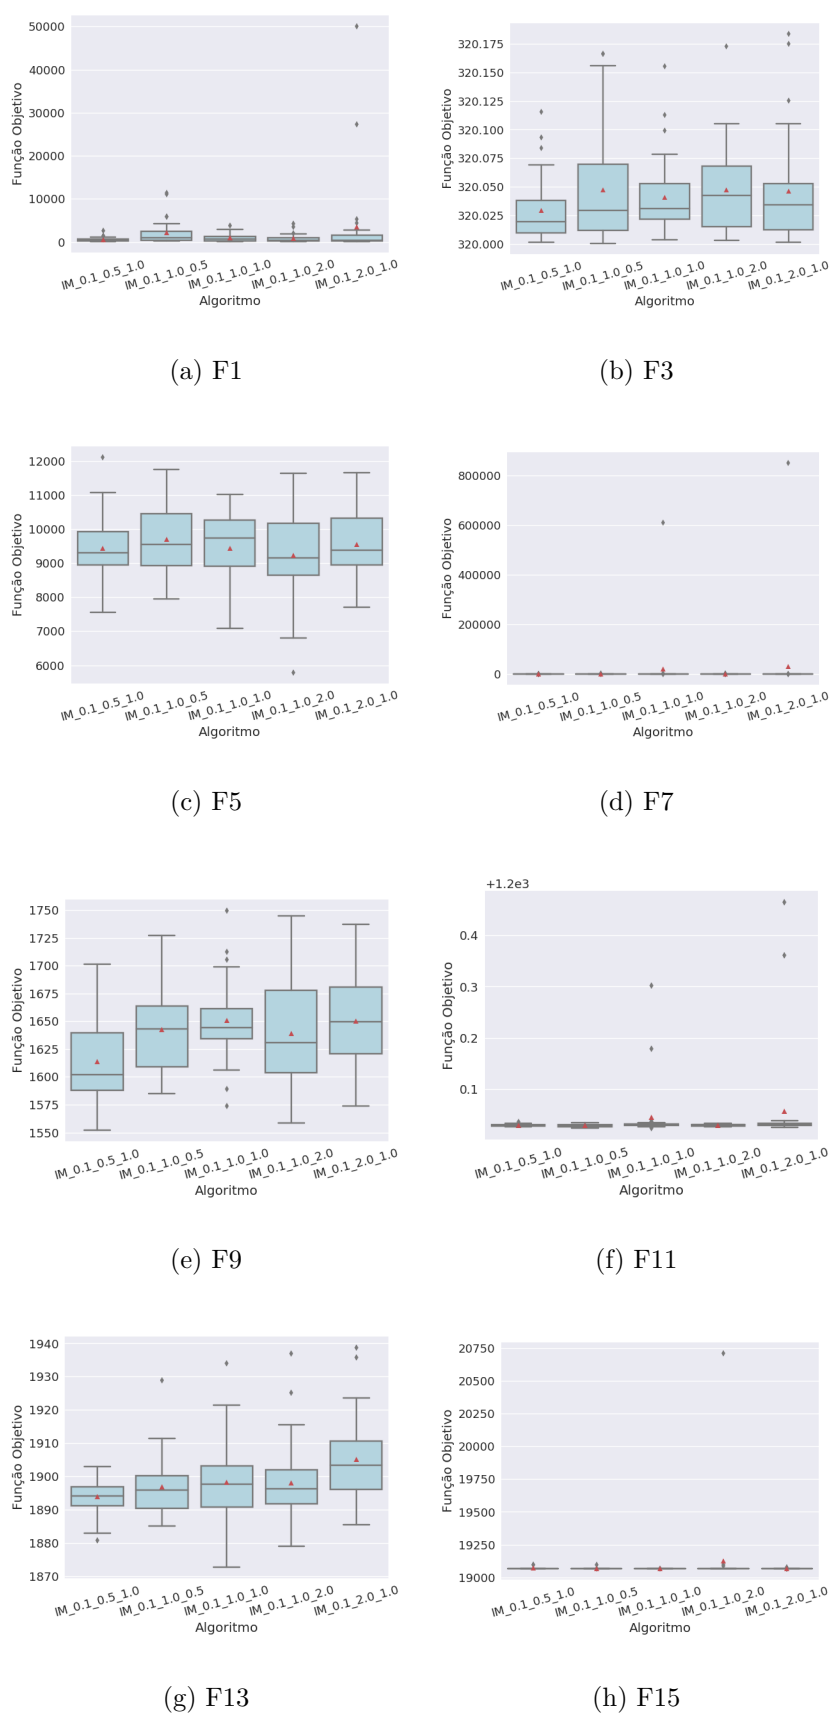 50000
40000
30000
20000
10000
0
Função Objetivo
IM_0.1_0.5_1.0
IM_0.1_1.0_0.5
IM_0.1_1.0_1.0
IM_0.1_1.0_2.0
IM_0.1_2.0_1.0
Algoritmo
(a) F1
320.175
320.150
320.125
320.100
320.075
320.050
320.025
320.000
Função Objetivo
IM_0.1_0.5_1.0
IM_0.1_1.0_0.5
IM_0.1_1.0_1.0
IM_0.1_1.0_2.0
IM_0.1_2.0_1.0
Algoritmo
(b) F3
12000
11000
10000
9000
8000
7000
6000
Função Objetivo
IM_0.1_0.5_1.0
IM_0.1_1.0_0.5
IM_0.1_1.0_1.0
IM_0.1_1.0_2.0
IM_0.1_2.0_1.0
Algoritmo
(c) F5
800000
600000
400000
200000
0
Função Objetivo
IM_0.1_0.5_1.0
IM_0.1_1.0_0.5
IM_0.1_1.0_1.0
IM_0.1_1.0_2.0
IM_0.1_2.0_1.0
Algoritmo
(d) F7
1750
1725
1700
1675
1650
1625
1600
1575
1550
Função Objetivo
IM_0.1_0.5_1.0
IM_0.1_1.0_0.5
IM_0.1_1.0_1.0
IM_0.1_1.0_2.0
IM_0.1_2.0_1.0
Algoritmo
(e) F9
+1.2e3
0.4
0.3
0.2
0.1
Função Objetivo
IM_0.1_0.5_1.0
IM_0.1_1.0_0.5
IM_0.1_1.0_1.0
IM_0.1_1.0_2.0
IM_0.1_2.0_1.0
Algoritmo
(f) F11
1940
1930
1920
1910
1900
1890
1880
1870
Função Objetivo
IM_0.1_0.5_1.0
IM_0.1_1.0_0.5
IM_0.1_1.0_1.0
IM_0.1_1.0_2.0
IM_0.1_2.0_1.0
Algoritmo
(g) F13
20750
20500
20250
20000
19750
19500
19250
19000
Função Objetivo
IM_0.1_0.5_1.0
IM_0.1_1.0_0.5
IM_0.1_1.0_1.0
IM_0.1_1.0_2.0
IM_0.1_2.0_1.0
Algoritmo
(h) F15